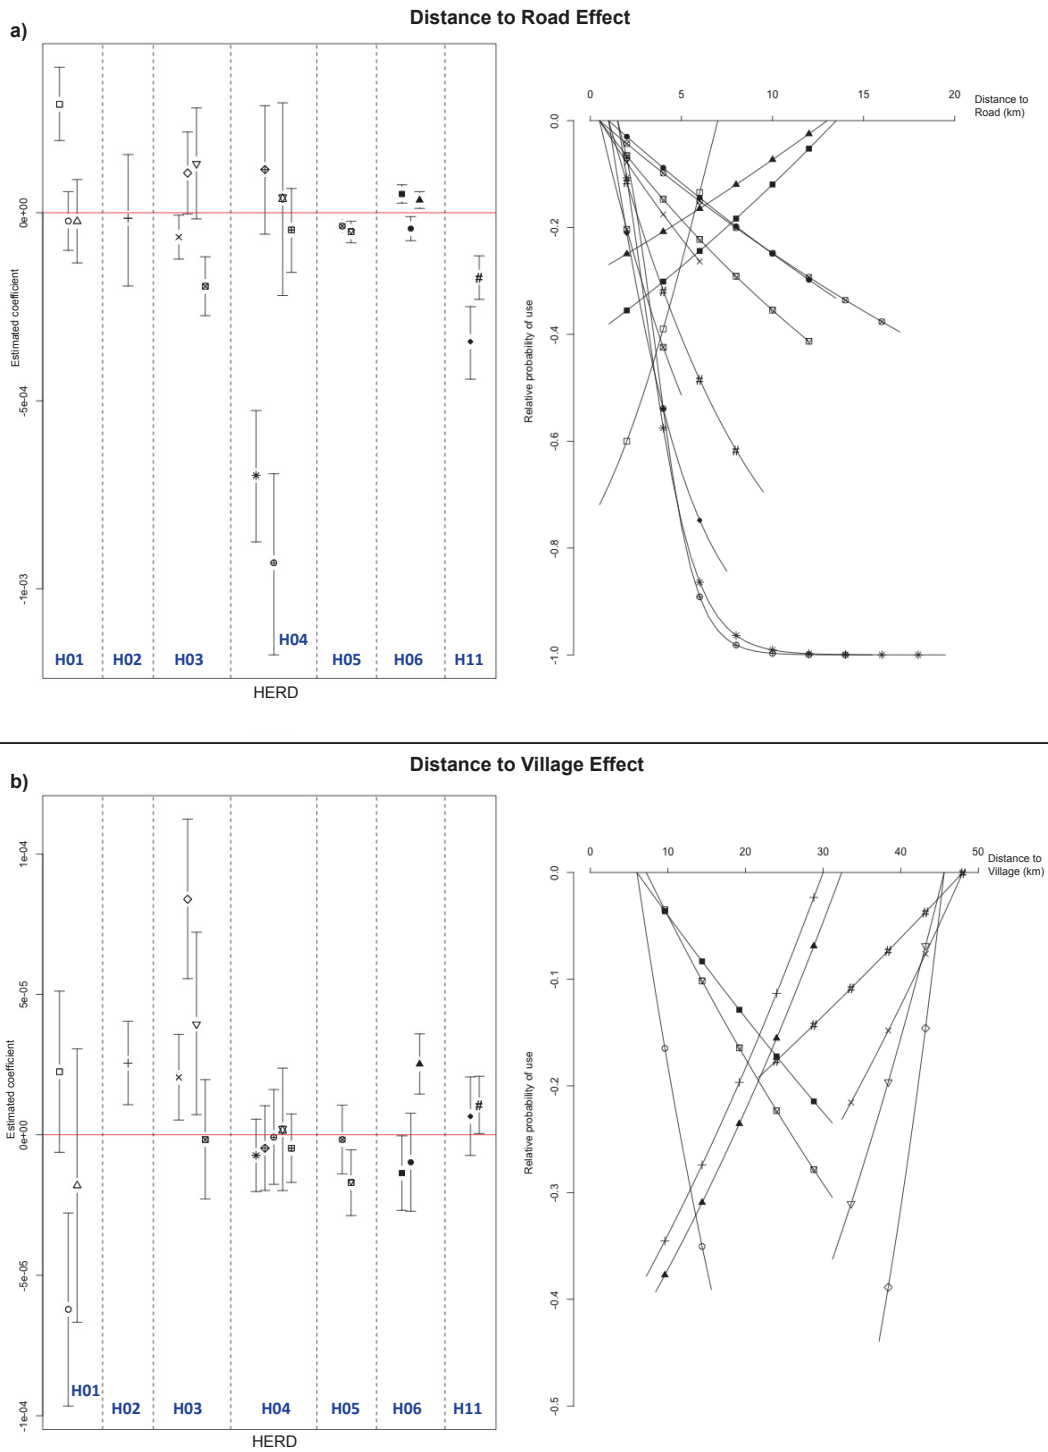 Distance to Road Effect
a)
Estimated coefficient
0e+00
-5e-04
-1e-03
H01
H02
H03
H04
H05
H06
H11
HERD
0
5
10
15
20
Distance to
Road (km)
Relative probability of use
0.0
-0.2
-0.4
-0.6
-0.8
-1.0
Distance to Village Effect
b)
Estimated coefficient
1e-04
5e-05
0e+00
-5e-05
-1e-04
H01
H02
H03
H04
H05
H06
H11
HERD
0
10
20
30
40
50
Distance to
Village (km)
Relative probability of use
0.0
-0.1
-0.2
-0.3
-0.4
-0.5